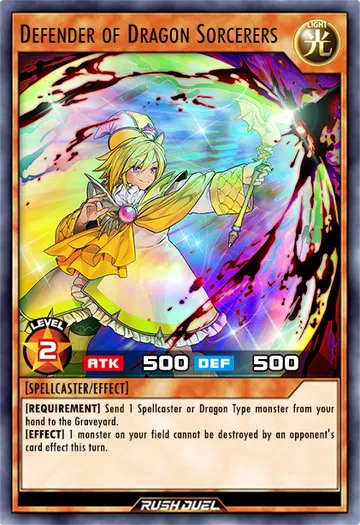 DEFENDER OF DRAGON SORCERERS
LIGHT
光
LEVEL
2
ATK 500 DEF 500
[SPELLCASTER/EFFECT]
[REQUIREMENT] Send 1 Spellcaster or Dragon Type monster from your
hand to the Graveyard.
[EFFECT] 1 monster on your field cannot be destroyed by an opponent's
card effect this turn.
RUSH DUEL